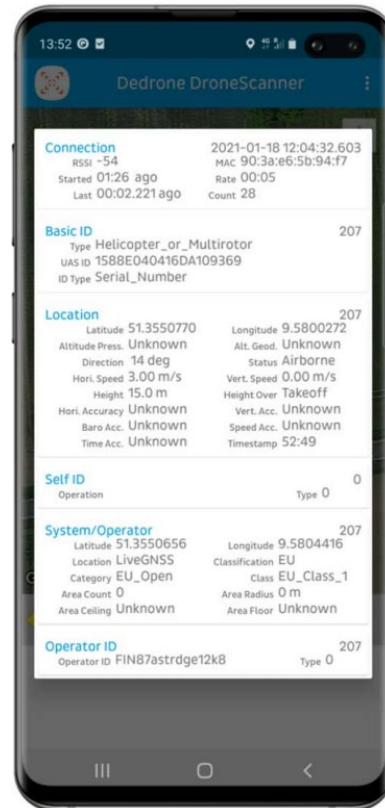 13:52
Dedrone DroneScanner
Connection 2021-01-18 12:04:32.603
RSSI -54 MAC 90:3a:e6:5b:94:f7
Started 01:26 ago Rate 00:05
Last 00:02.221 ago Count 28
Basic ID 207
Type Helicopter_or_Multirotor
UAS ID 1588E040416DA109369
ID Type Serial_Number
Location 207
Latitude 51.3550770 Longitude 9.5800272
Altitude Press. Unknown Alt. Geod. Unknown
Direction 14 deg Status Airborne
Hori. Speed 3.00 m/s Vert. Speed 0.00 m/s
Height 15.0 m Height Over Takeoff
Hori. Accuracy Unknown Vert. Acc. Unknown
Baro Acc. Unknown Speed Acc. Unknown
Time Acc. Unknown Timestamp 52:49
Self ID 0
Operation Type 0
System/Operator 207
Latitude 51.3550656 Longitude 9.5804416
Location LiveGNSS Classification EU
Category EU_Open Class EU_Class_1
Area Count 0 Area Radius 0 m
Area Ceiling Unknown Area Floor Unknown
Operator ID 207
Operator ID FIN87astrdge12k8 Type 0